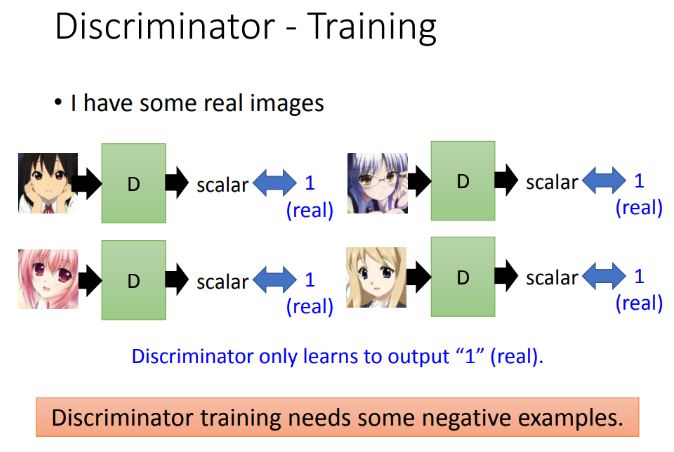 Discriminator - Training
• I have some real images
D scalar 1 (real)
D scalar 1 (real)
D scalar 1 (real)
D scalar 1 (real)
Discriminator only learns to output “1” (real).
Discriminator training needs some negative examples.